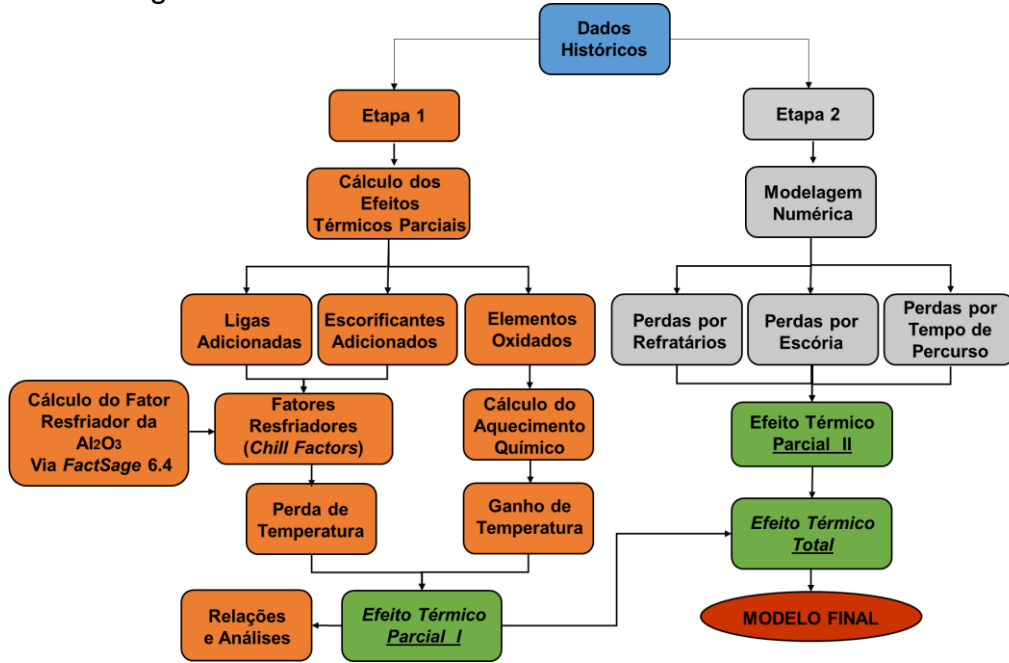 Dados
Históricos
Etapa 1
Etapa 2
Cálculo dos
Efeitos
Térmicos Parciais
Modelagem
Numérica
Ligas
Adicionadas
Escorificantes
Adicionados
Elementos
Oxidados
Perdas por
Refratários
Perdas por
Escória
Perdas por
Tempo de
Percurso
Cálculo do Fator
Resfriador da
Al2O3
Via FactSage 6.4
Fatores
Resfriadores
(Chill Factors)
Cálculo do
Aquecimento
Químico
Efeito Térmico
Parcial II
Perda de
Temperatura
Ganho de
Temperatura
Efeito Térmico
Total
Relações
e Análises
Efeito Térmico
Parcial I
MODELO FINAL